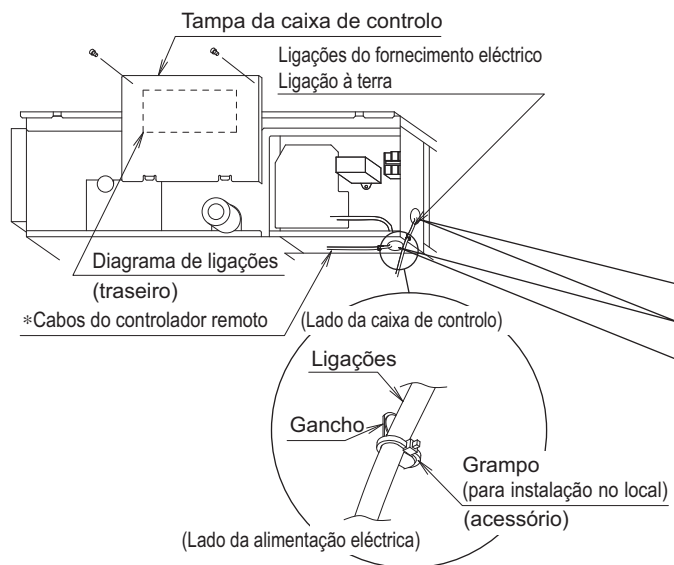 Tampa da caixa de controlo
Ligações do fornecimento eléctrico
Ligação à terra
Diagrama de ligações
(traseiro)
*Cabos do controlador remoto
(Lado da caixa de controlo)
Ligações
Gancho
Grampo
(para instalação no local)
(acessório)
(Lado da alimentação eléctrica)